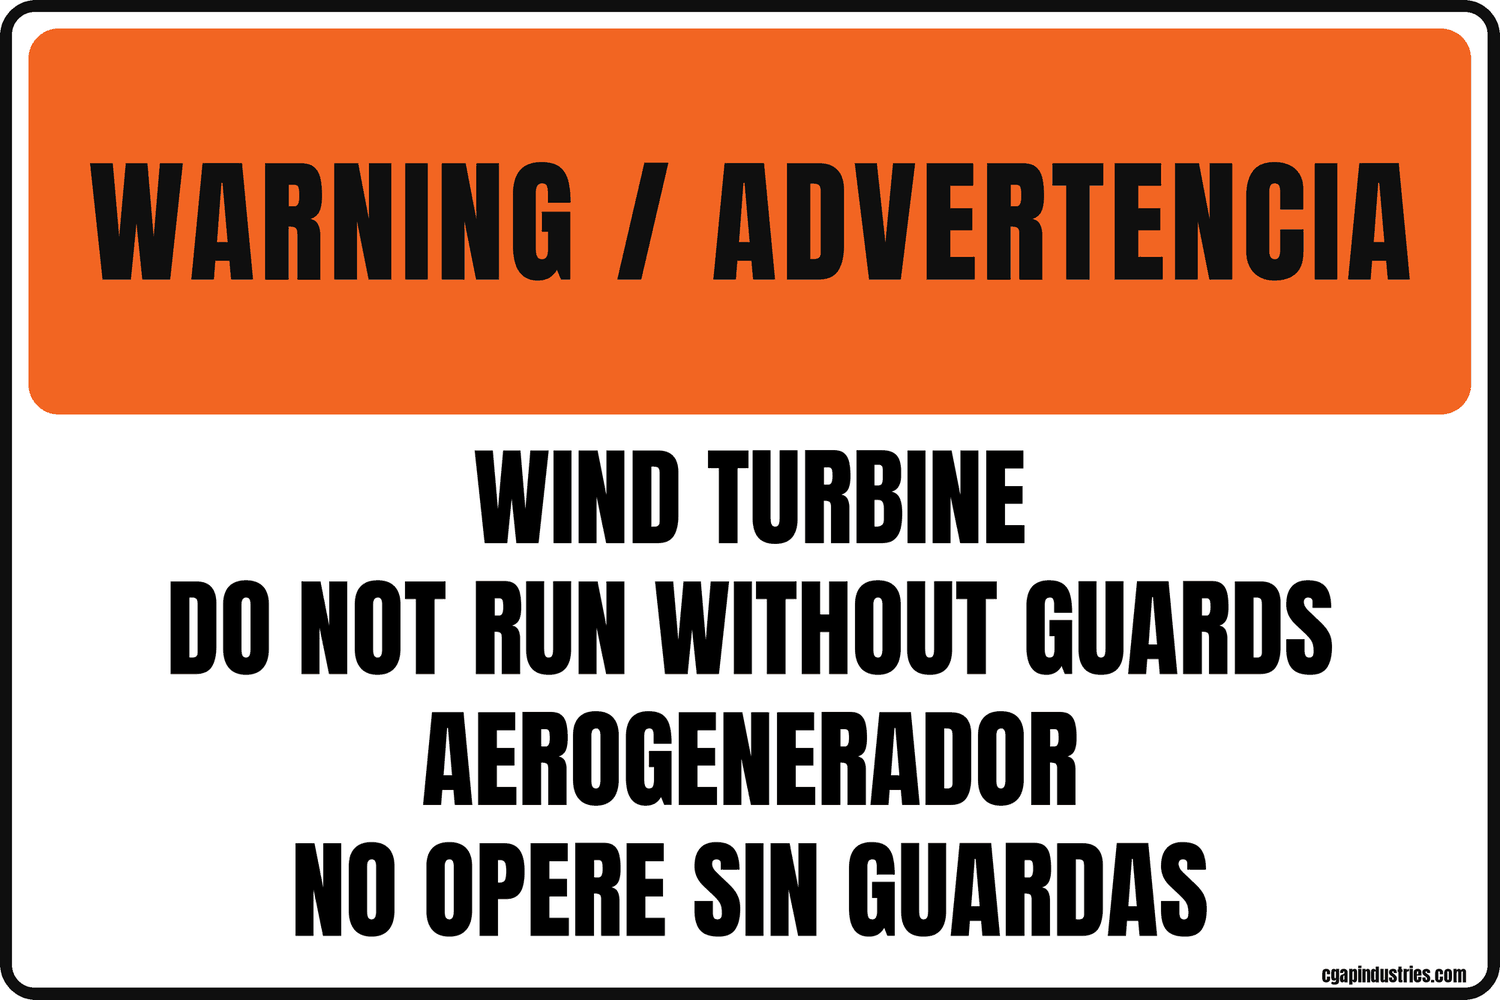 WARNING / ADVERTENCIA
WIND TURBINE
DO NOT RUN WITHOUT GUARDS
AEROGENERADOR
NO OPERE SIN GUARDAS
cgapindustries.com